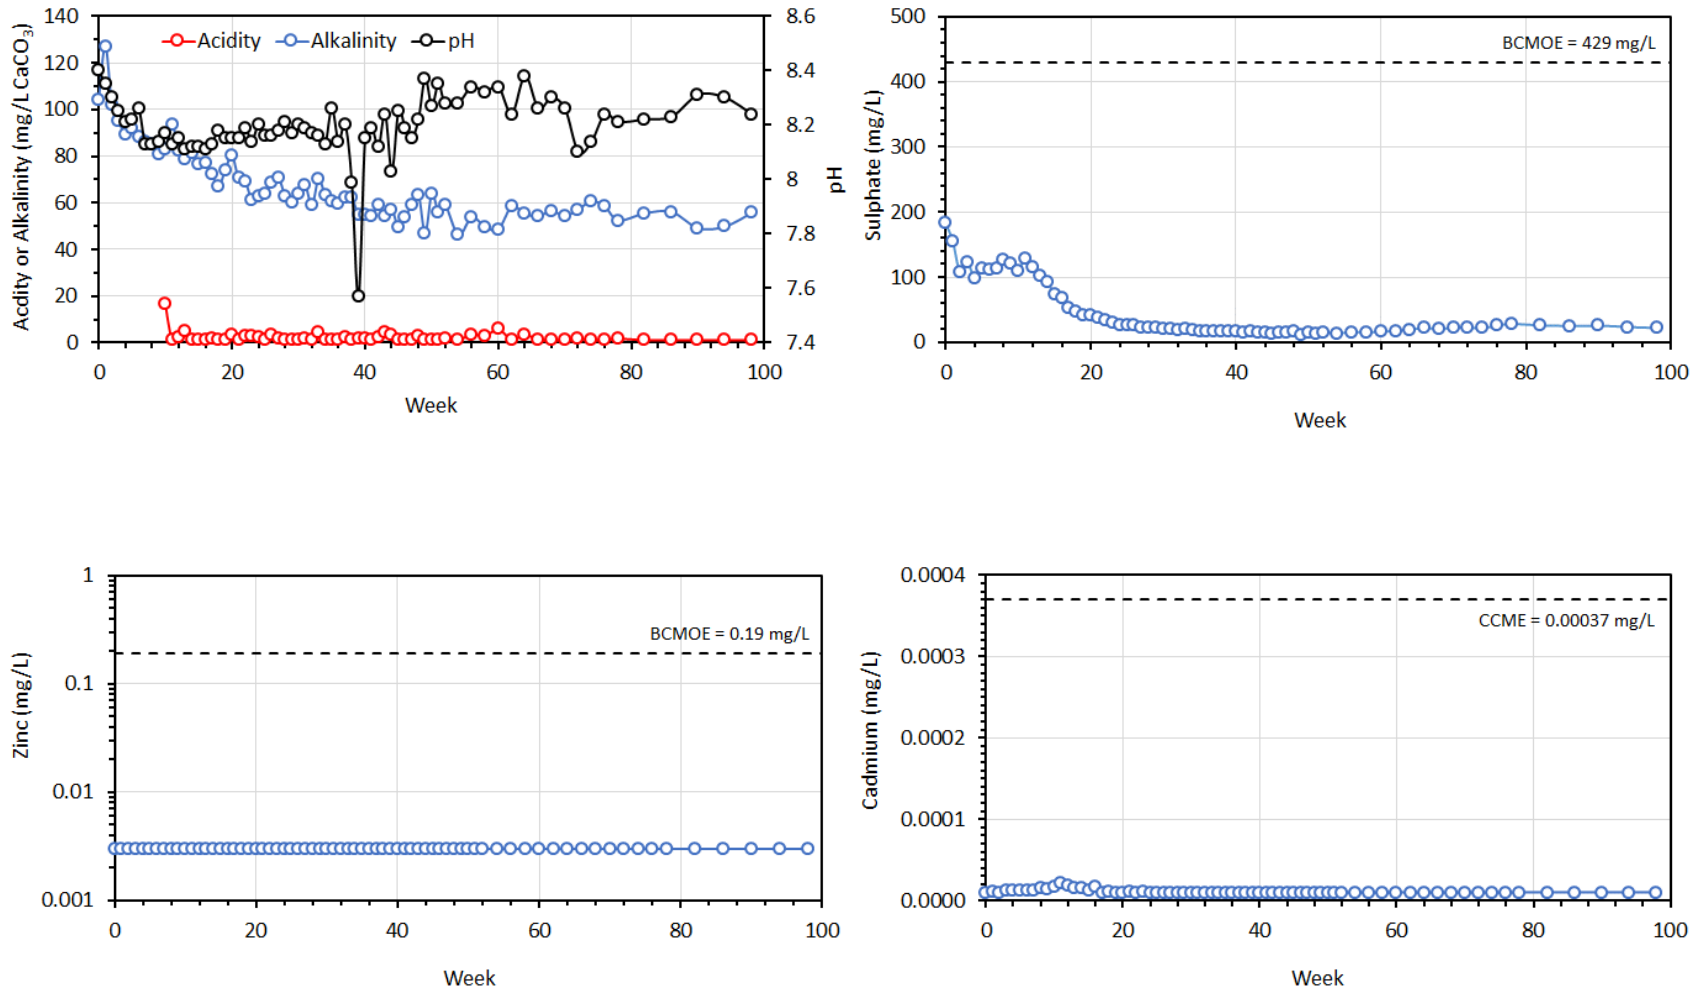 Acdity or Alkalinity (mg/L CaCO3)
140
120
100
80
60
40
20
0
Acidity
Alkalinity
pH
8.6
8.4
8.2
8
7.8
7.6
7.4
pH
0 20 40 60 80 100
Week
Sulphate (mg/L)
500
400
300
200
100
0
BCMOE = 429 mg/L
0 20 40 60 80 100
Week
Zinc (mg/L)
1
0.1
0.01
0.001
BCMOE = 0.19 mg/L
0 20 40 60 80 100
Week
Cadmium (mg/L)
0.0004
0.0003
0.0002
0.0001
0.0000
CCME = 0.00037 mg/L
0 20 40 60 80 100
Week